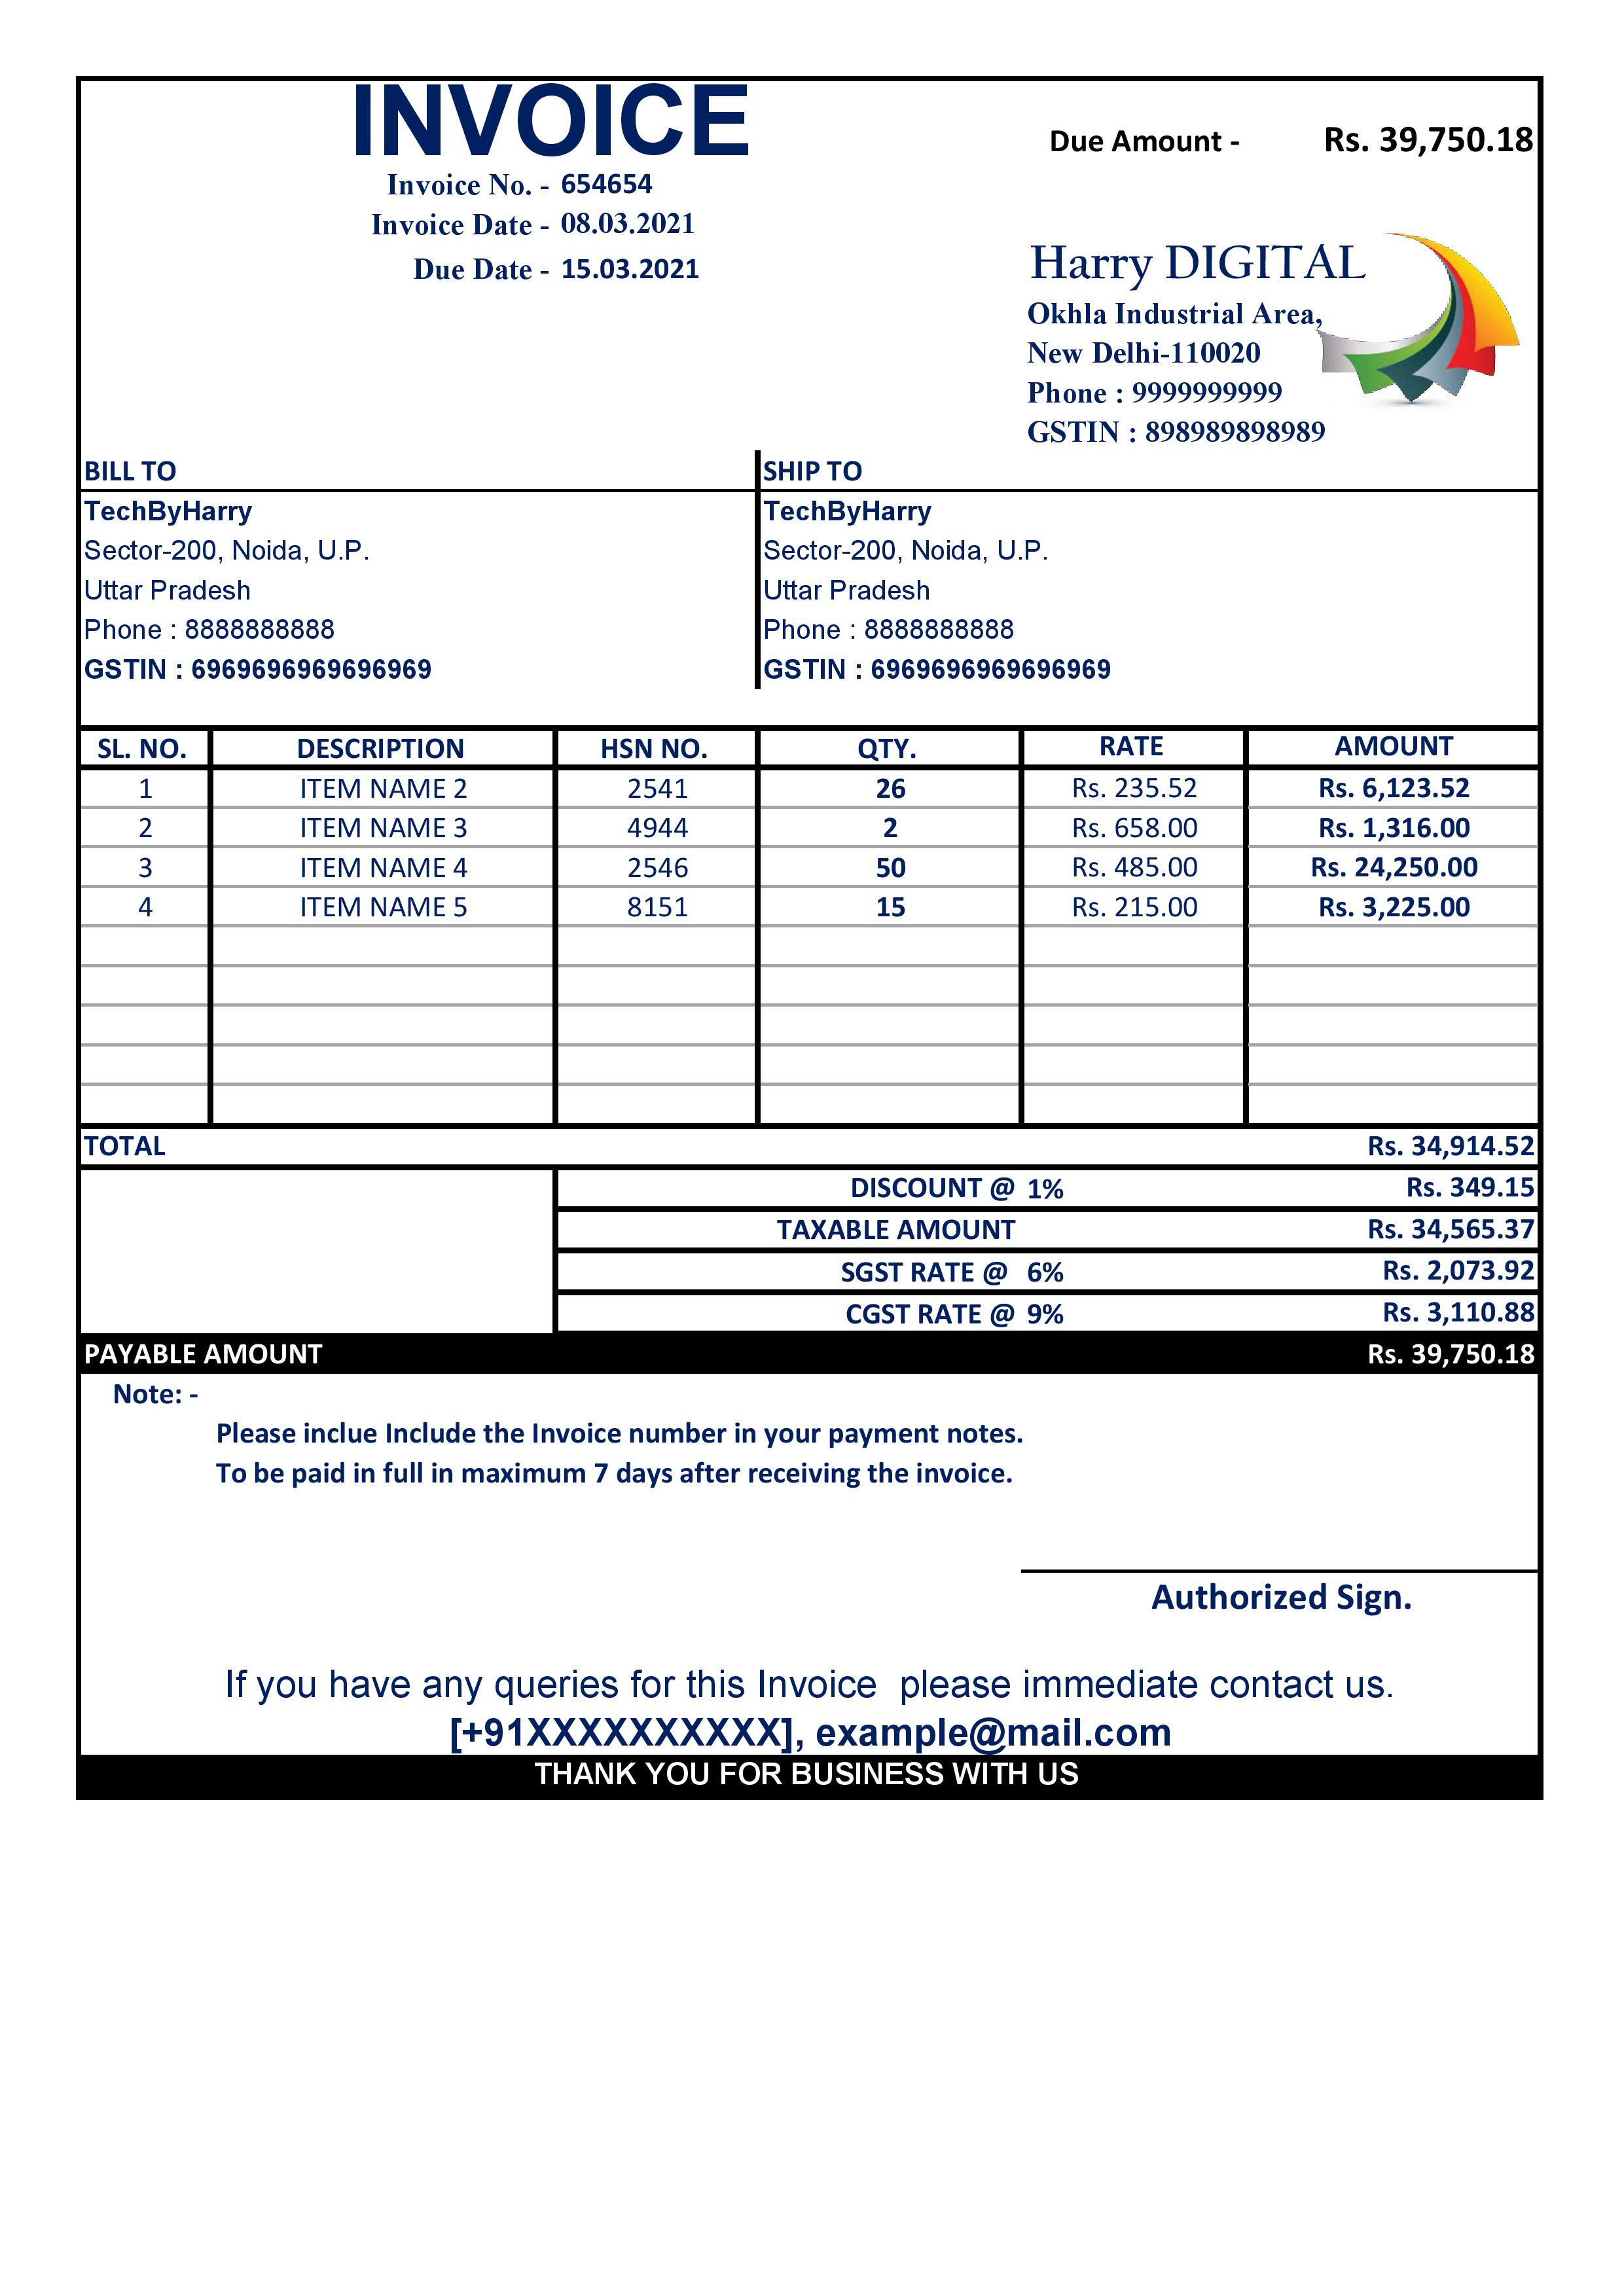 INVOICE
Due Amount - Rs. 39,750.18
Invoice No. - 654654
Invoice Date - 08.03.2021
Due Date - 15.03.2021
Harry DIGITAL
Okhla Industrial Area,
New Delhi-110020
Phone : 9999999999
GSTIN : 898989898989
BILL TO
TechByHarry
Sector-200, Noida, U.P.
Uttar Pradesh
Phone : 8888888888
GSTIN : 6969696969696969
SHIP TO
TechByHarry
Sector-200, Noida, U.P.
Uttar Pradesh
Phone : 8888888888
GSTIN : 6969696969696969
SL. NO. DESCRIPTION HSN NO. QTY. RATE AMOUNT
1 ITEM NAME 2 2541 26 Rs. 235.52 Rs. 6,123.52
2 ITEM NAME 3 4944 2 Rs. 658.00 Rs. 1,316.00
3 ITEM NAME 4 2546 50 Rs. 485.00 Rs. 24,250.00
4 ITEM NAME 5 8151 15 Rs. 215.00 Rs. 3,225.00
TOTAL Rs. 34,914.52
DISCOUNT @ 1% Rs. 349.15
TAXABLE AMOUNT Rs. 34,565.37
SGST RATE @ 6% Rs. 2,073.92
CGST RATE @ 9% Rs. 3,110.88
PAYABLE AMOUNT Rs. 39,750.18
Note: -
Please inclue Include the Invoice number in your payment notes.
To be paid in full in maximum 7 days after receiving the invoice.
Authorized Sign.
If you have any queries for this Invoice please immediate contact us.
[+91XXXXXXXXXX], example@mail.com
THANK YOU FOR BUSINESS WITH US